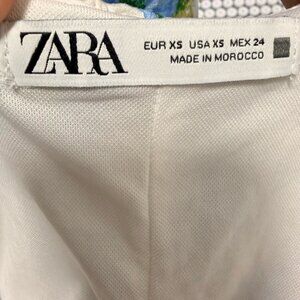 ZARA
EUR XS USA XS MEX 24
MADE IN MOROCCO